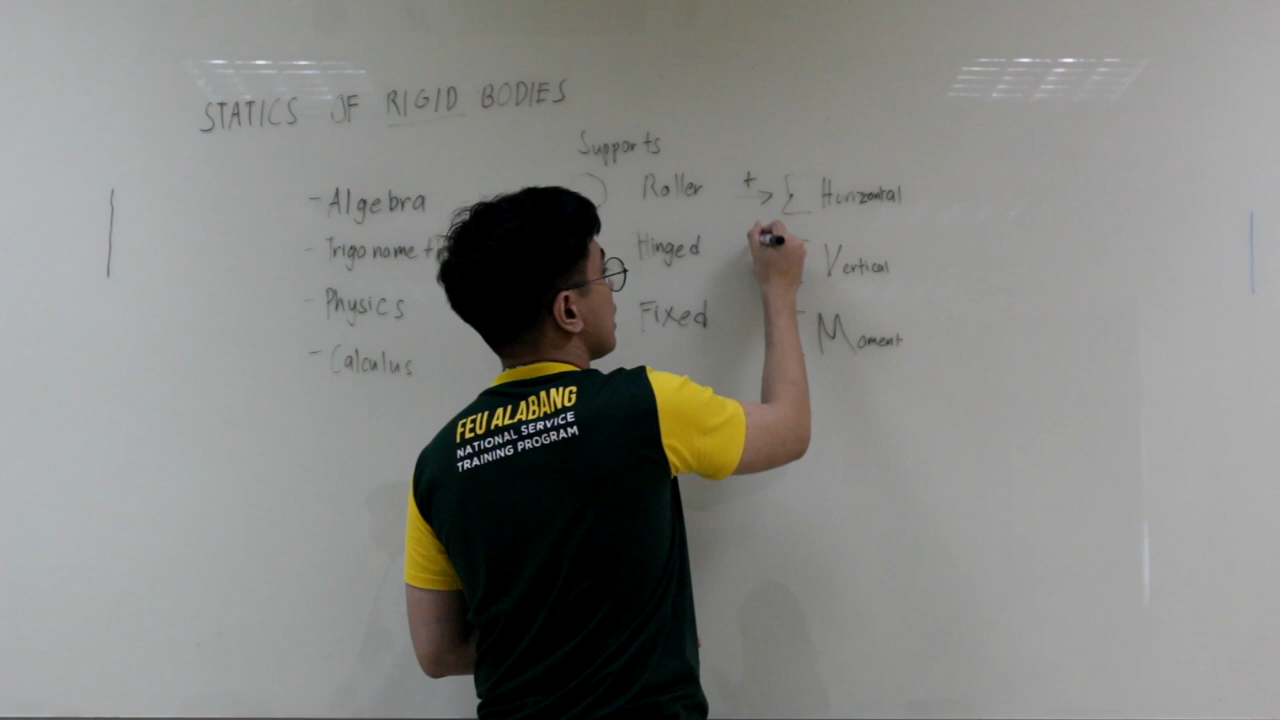 STATICS OF RIGID BODIES
Supports
- Algebra
-
- Physics
- Calculus
Roller
Hinged
Fixed
+ → Σ Horizontal
Vertical
Moment
FEU ALABANG
NATIONAL SERVICE
TRAINING PROGRAM